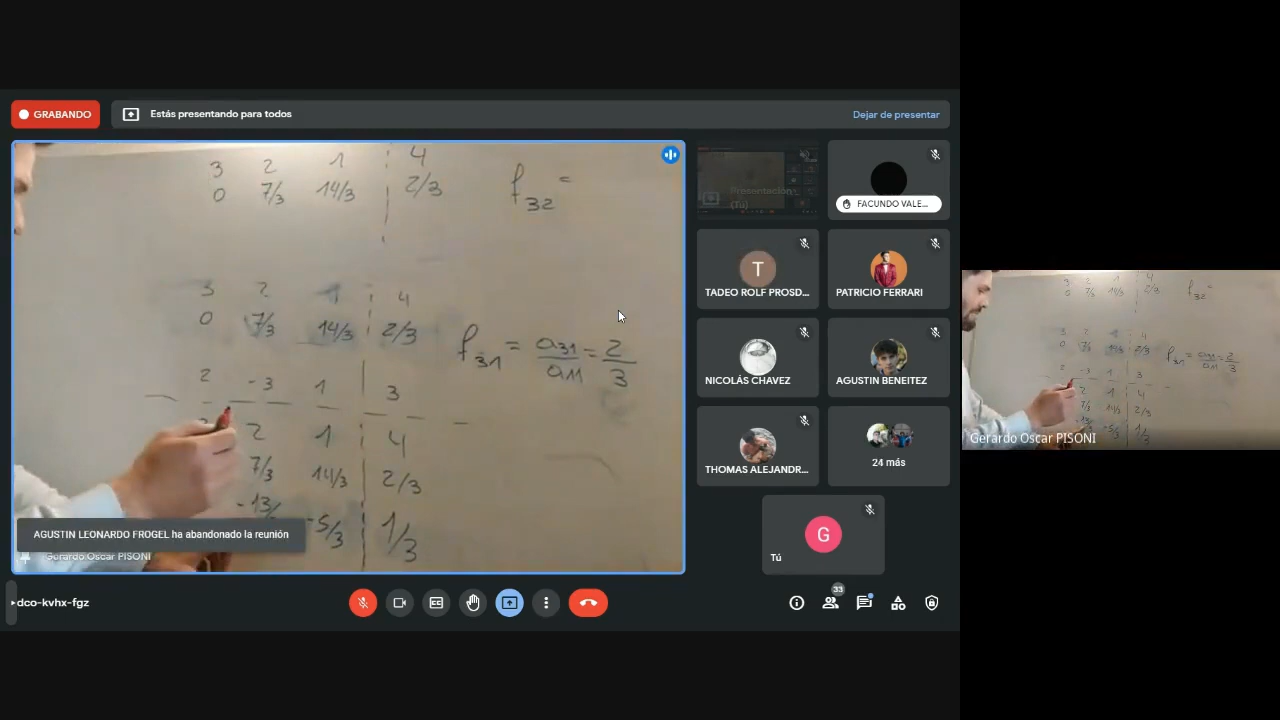 GRABANDO
Estás presentando para todos
Dejar de presentar
3 2 1 4
0 7/3 14/3 2/3
f32 =
3 2 1 4
0 7/3 14/3 2/3
f31 = a31/a11 = 2/3
2 -3 1 3
2 1 4
7/3 14/3 2/3
-13/
-5/3 1/3
AGUSTIN LEONARDO FROGEL ha abandonado la reunión
Gerardo Oscar PISONI
Presentación
(Tú)
FACUNDO VALE...
T
TADEO ROLF PROSD...
PATRICIO FERRARI
NICOLÁS CHAVEZ
AGUSTIN BENEITEZ
THOMAS ALEJANDR...
24 más
G
Tú
dco-kvhx-fgz
33
Gerardo Oscar PISONI